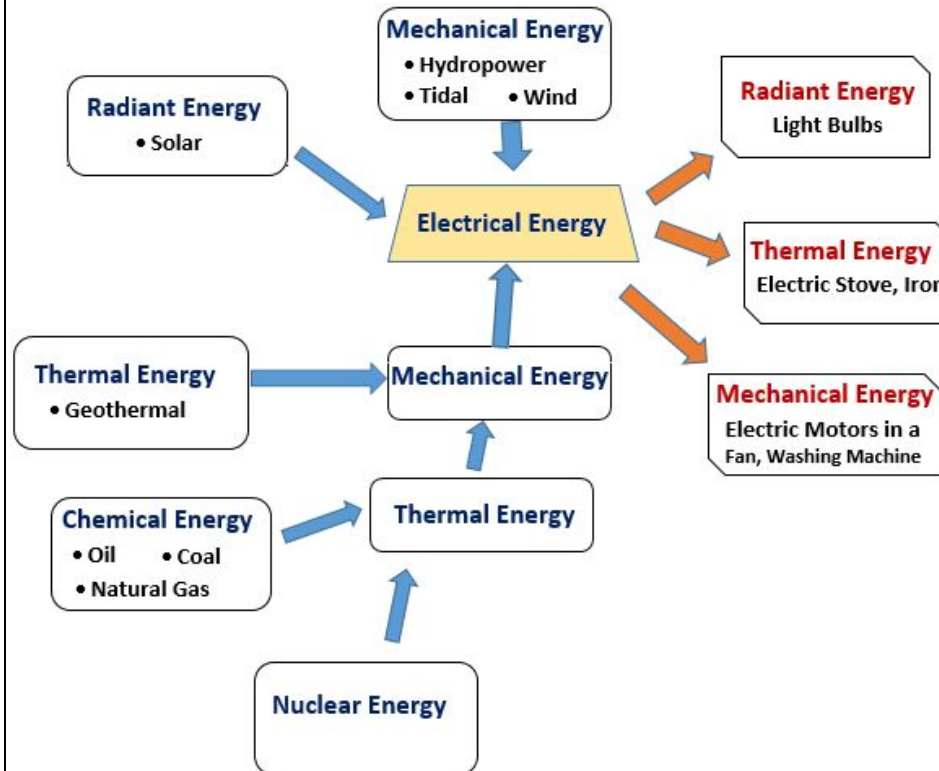 Mechanical Energy
• Hydropower
• Tidal • Wind
Radiant Energy
• Solar
Radiant Energy
Light Bulbs
Electrical Energy
Thermal Energy
Electric Stove, Iron
Thermal Energy
• Geothermal
Mechanical Energy
Mechanical Energy
Electric Motors in a
Fan, Washing Machine
Chemical Energy
• Oil • Coal
• Natural Gas
Thermal Energy
Nuclear Energy